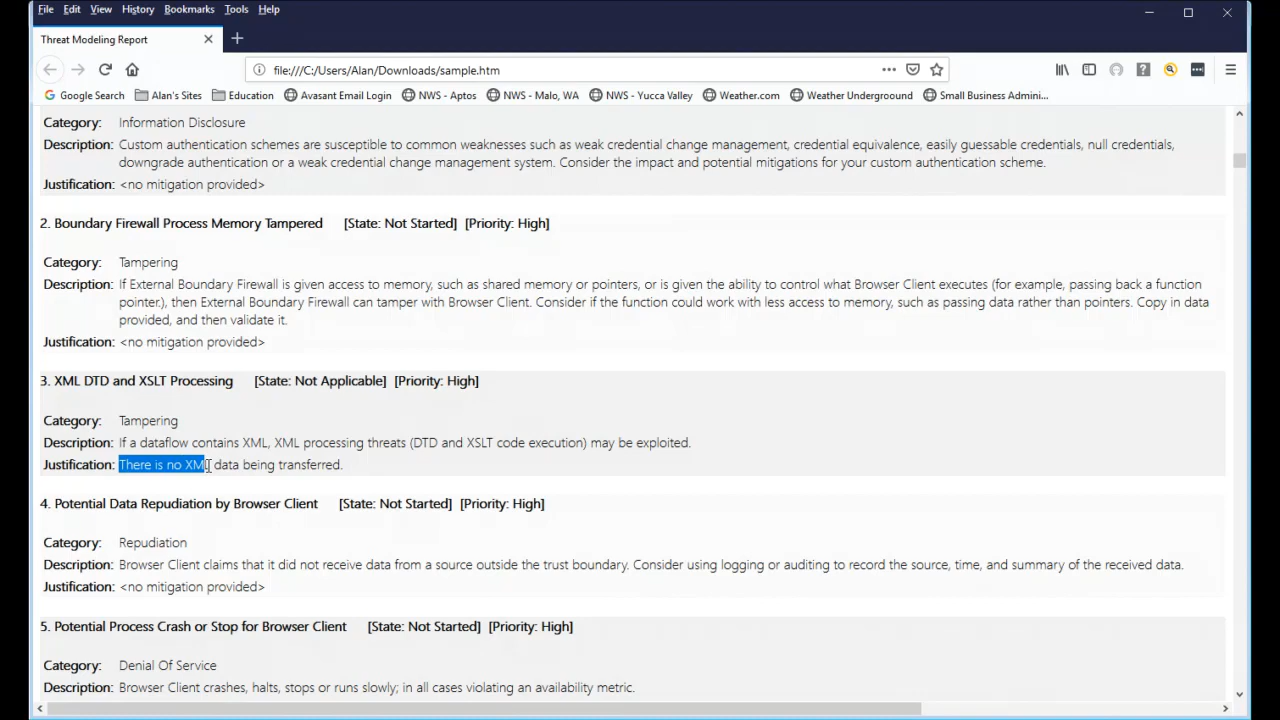 File Edit View History Bookmarks Tools Help
Threat Modeling Report
file:///C:/Users/Alan/Downloads/sample.htm
Google Search Alan's Sites Education Avasant Email Login NWS - Aptos NWS - Malo, WA NWS - Yucca Valley Weather.com Weather Underground Small Business Admini...
Category: Information Disclosure
Description: Custom authentication schemes are susceptible to common weaknesses such as weak credential change management, credential equivalence, easily guessable credentials, null credentials,
downgrade authentication or a weak credential change management system. Consider the impact and potential mitigations for your custom authentication scheme.
Justification: <no mitigation provided>
2. Boundary Firewall Process Memory Tampered [State: Not Started] [Priority: High]
Category: Tampering
Description: If External Boundary Firewall is given access to memory, such as shared memory or pointers, or is given the ability to control what Browser Client executes (for example, passing back a function
pointer.), then External Boundary Firewall can tamper with Browser Client. Consider if the function could work with less access to memory, such as passing data rather than pointers. Copy in data
provided, and then validate it.
Justification: <no mitigation provided>
3. XML DTD and XSLT Processing [State: Not Applicable] [Priority: High]
Category: Tampering
Description: If a dataflow contains XML, XML processing threats (DTD and XSLT code execution) may be exploited.
Justification: There is no XML data being transferred.
4. Potential Data Repudiation by Browser Client [State: Not Started] [Priority: High]
Category: Repudiation
Description: Browser Client claims that it did not receive data from a source outside the trust boundary. Consider using logging or auditing to record the source, time, and summary of the received data.
Justification: <no mitigation provided>
5. Potential Process Crash or Stop for Browser Client [State: Not Started] [Priority: High]
Category: Denial Of Service
Description: Browser Client crashes, halts, stops or runs slowly; in all cases violating an availability metric.